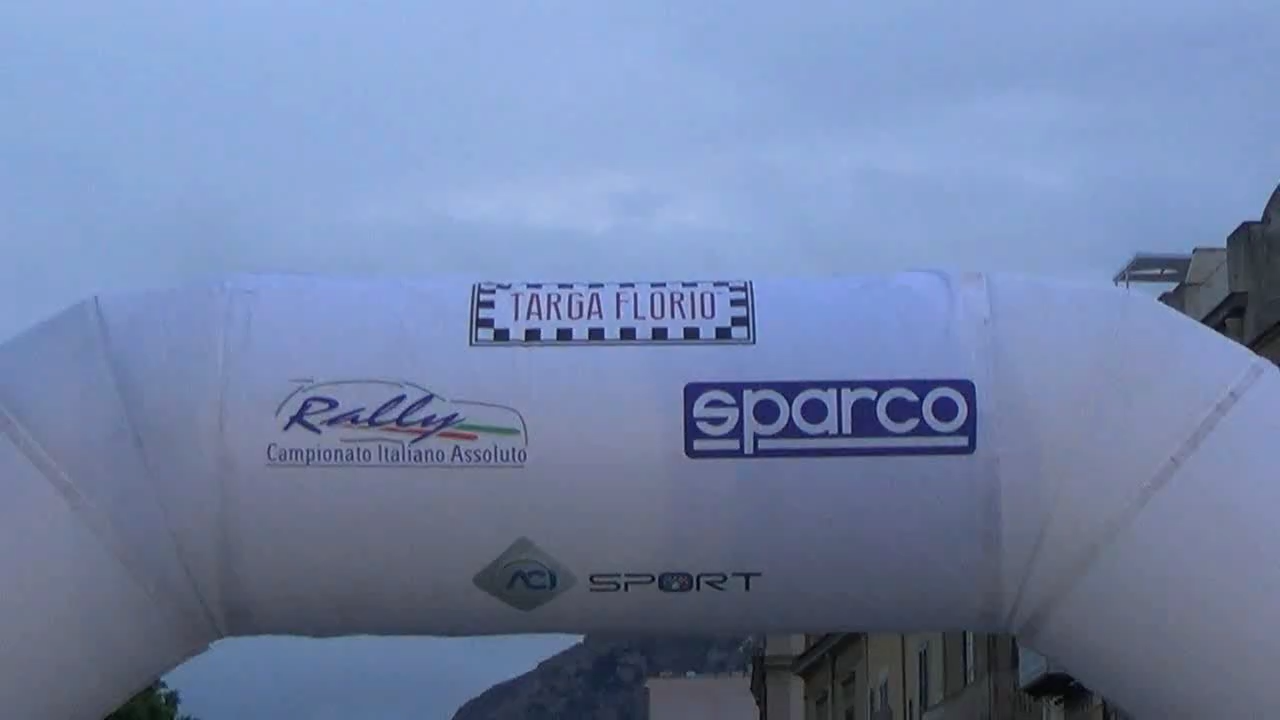 TARGA FLORIO
Rally
Campionato Italiano Assoluto
sparco
ACI SPORT